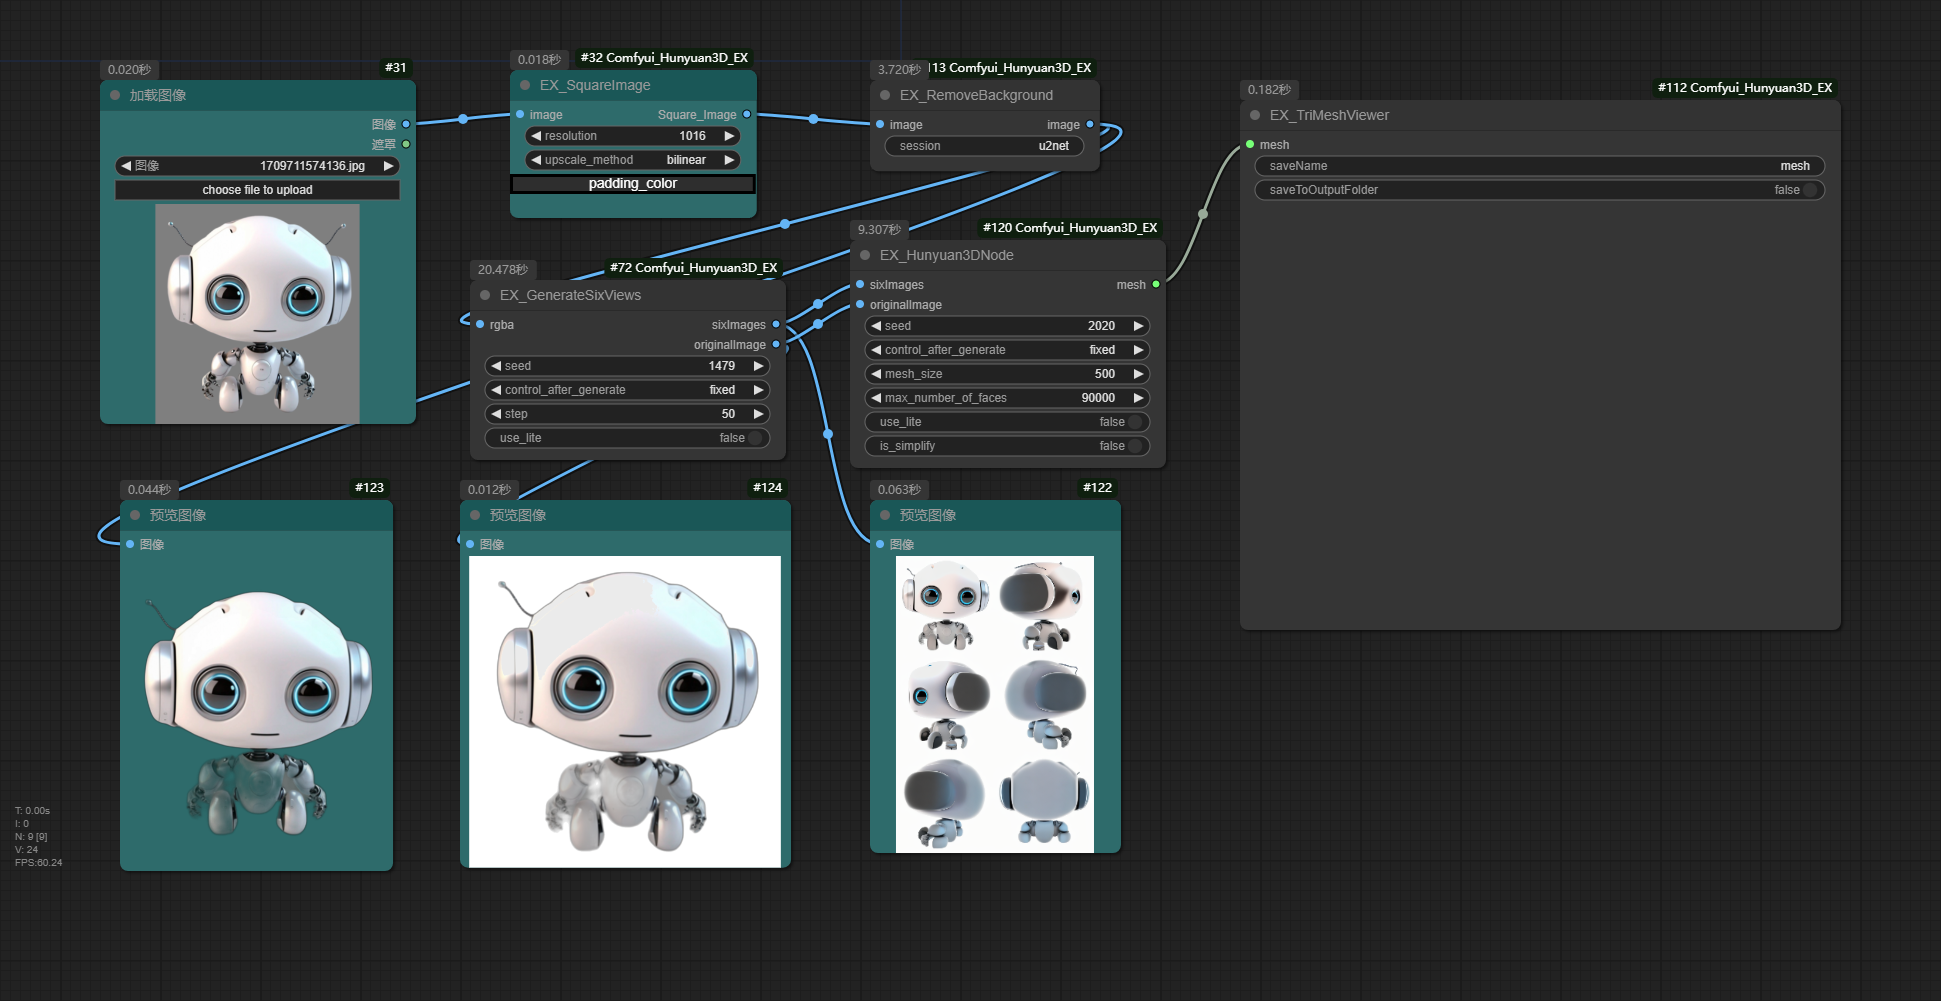 0.020秒
#31
加载图像
图像
遮罩
图像 1709711574136.jpg
choose file to upload
0.018秒
#32 Comfyui_Hunyuan3D_EX
EX_SquareImage
image Square_Image
resolution 1016
upscale_method bilinear
padding_color
3.720秒
13 Comfyui_Hunyuan3D_EX
EX_RemoveBackground
image image
session u2net
0.182秒
#112 Comfyui_Hunyuan3D_EX
EX_TriMeshViewer
mesh
saveName mesh
saveToOutputFolder false
20.478秒
#72 Comfyui_Hunyuan3D_EX
EX_GenerateSixViews
rgba sixImages
originalImage
seed 1479
control_after_generate fixed
step 50
use_lite false
9.307秒
#120 Comfyui_Hunyuan3D_EX
EX_Hunyuan3DNode
sixImages mesh
originalImage
seed 2020
control_after_generate fixed
mesh_size 500
max_number_of_faces 90000
use_lite false
is_simplify false
0.044秒
#123
预览图像
图像
0.012秒
#124
预览图像
图像
0.063秒
#122
预览图像
图像
T: 0.00s
I: 0
N: 9 [9]
V: 24
FPS:60.24